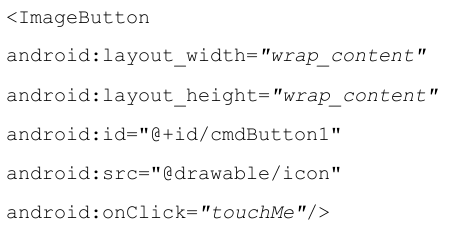 <ImageButton
android:layout_width="wrap_content"
android:layout_height="wrap_content"
android:id="@+id/cmdButton1"
android:src="@drawable/icon"
android:onClick="touchMe"/>